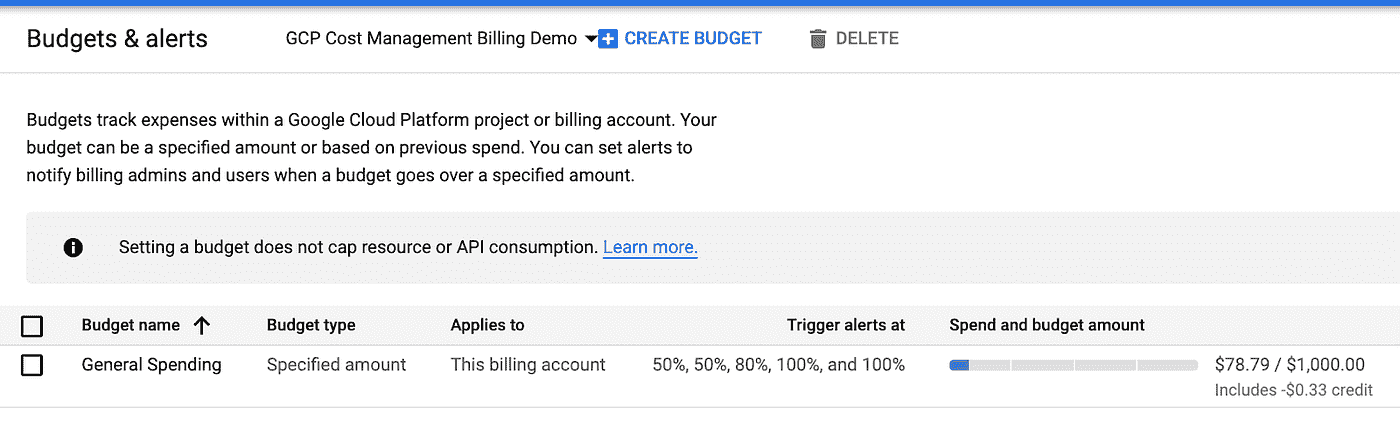 Budgets & alerts GCP Cost Management Billing Demo CREATE BUDGET DELETE
Budgets track expenses within a Google Cloud Platform project or billing account. Your
budget can be a specified amount or based on previous spend. You can set alerts to
notify billing admins and users when a budget goes over a specified amount.
Setting a budget does not cap resource or API consumption. Learn more.
Budget name Budget type Applies to Trigger alerts at Spend and budget amount
General Spending Specified amount This billing account 50%, 50%, 80%, 100%, and 100% $78.79 / $1,000.00
Includes -$0.33 credit